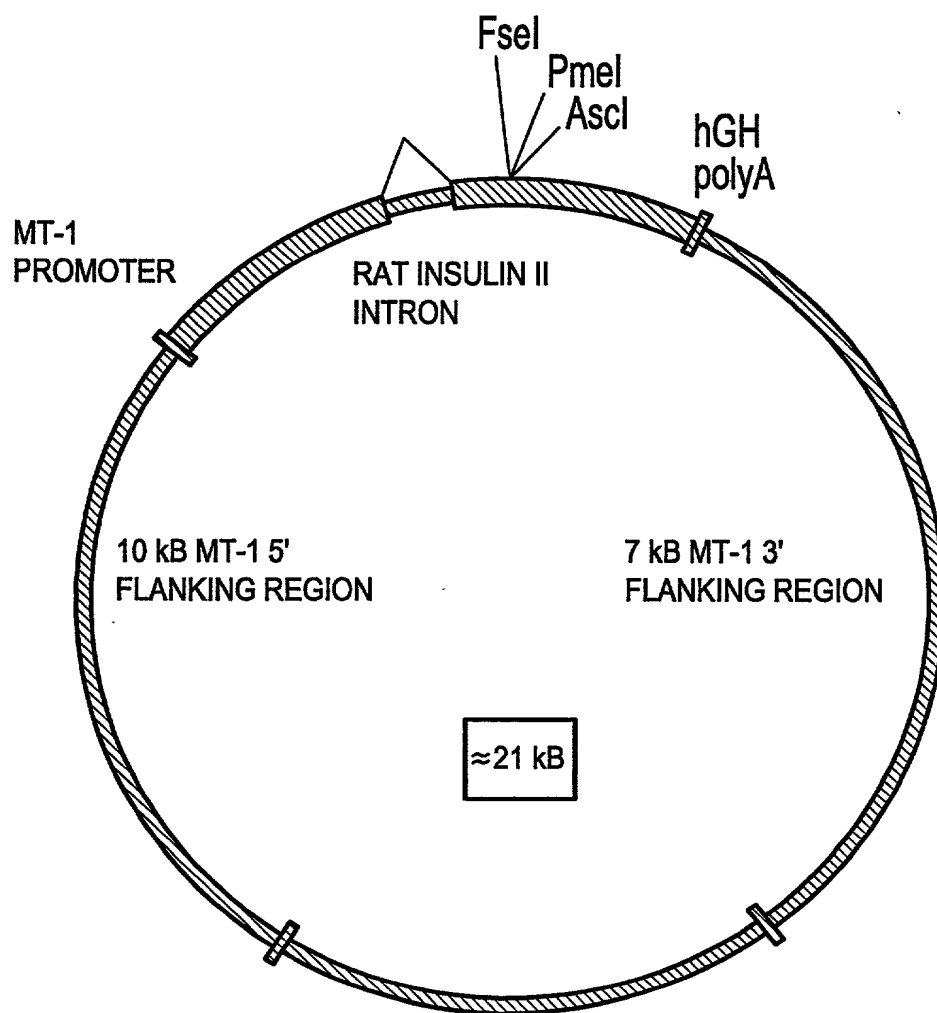 FseI
PmeI
AscI
hGH
polyA
MT-1
PROMOTER
RAT INSULIN II
INTRON
10 kB MT-1 5'
FLANKING REGION
7 kB MT-1 3'
FLANKING REGION
≈21 kB